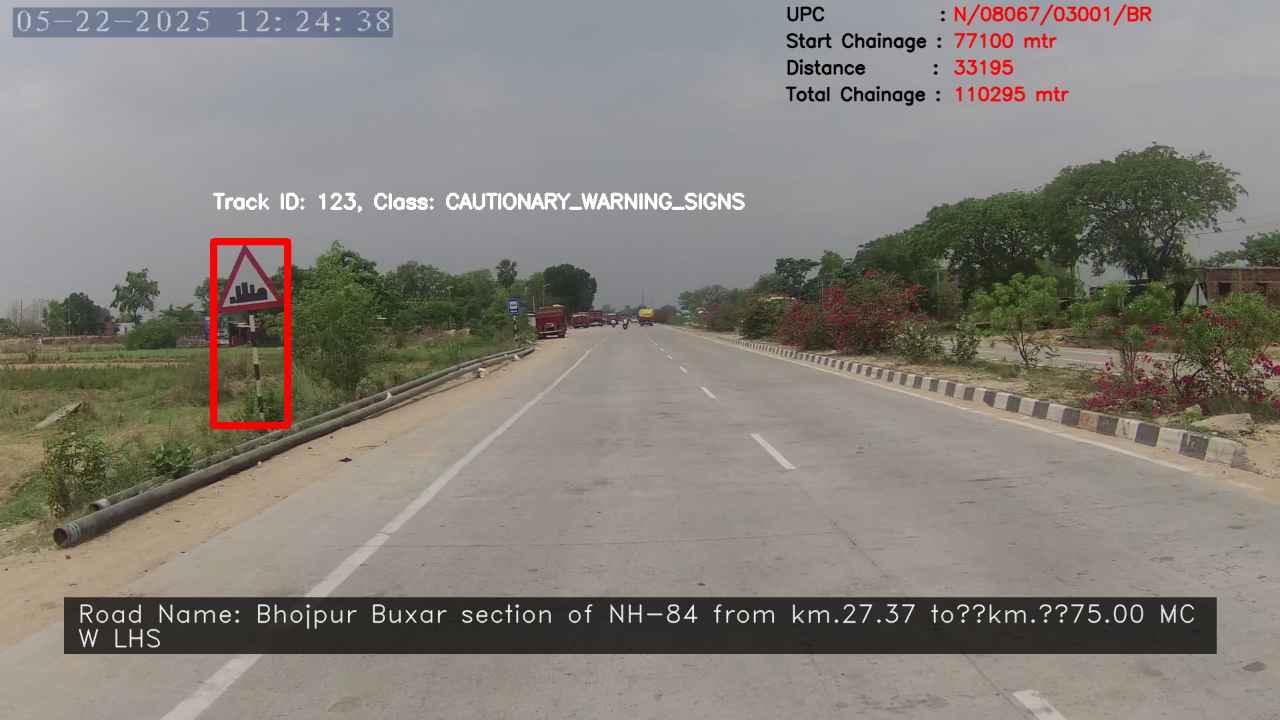 05-22-2025 12:24:38
UPC : N/08067/03001/BR
Start Chainage : 77100 mtr
Distance : 33195
Total Chainage : 110295 mtr
Track ID: 123, Class: CAUTIONARY_WARNING_SIGNS
Road Name: Bhojpur Buxar section of NH-84 from km.27.37 to??km.??75.00 MC
W LHS